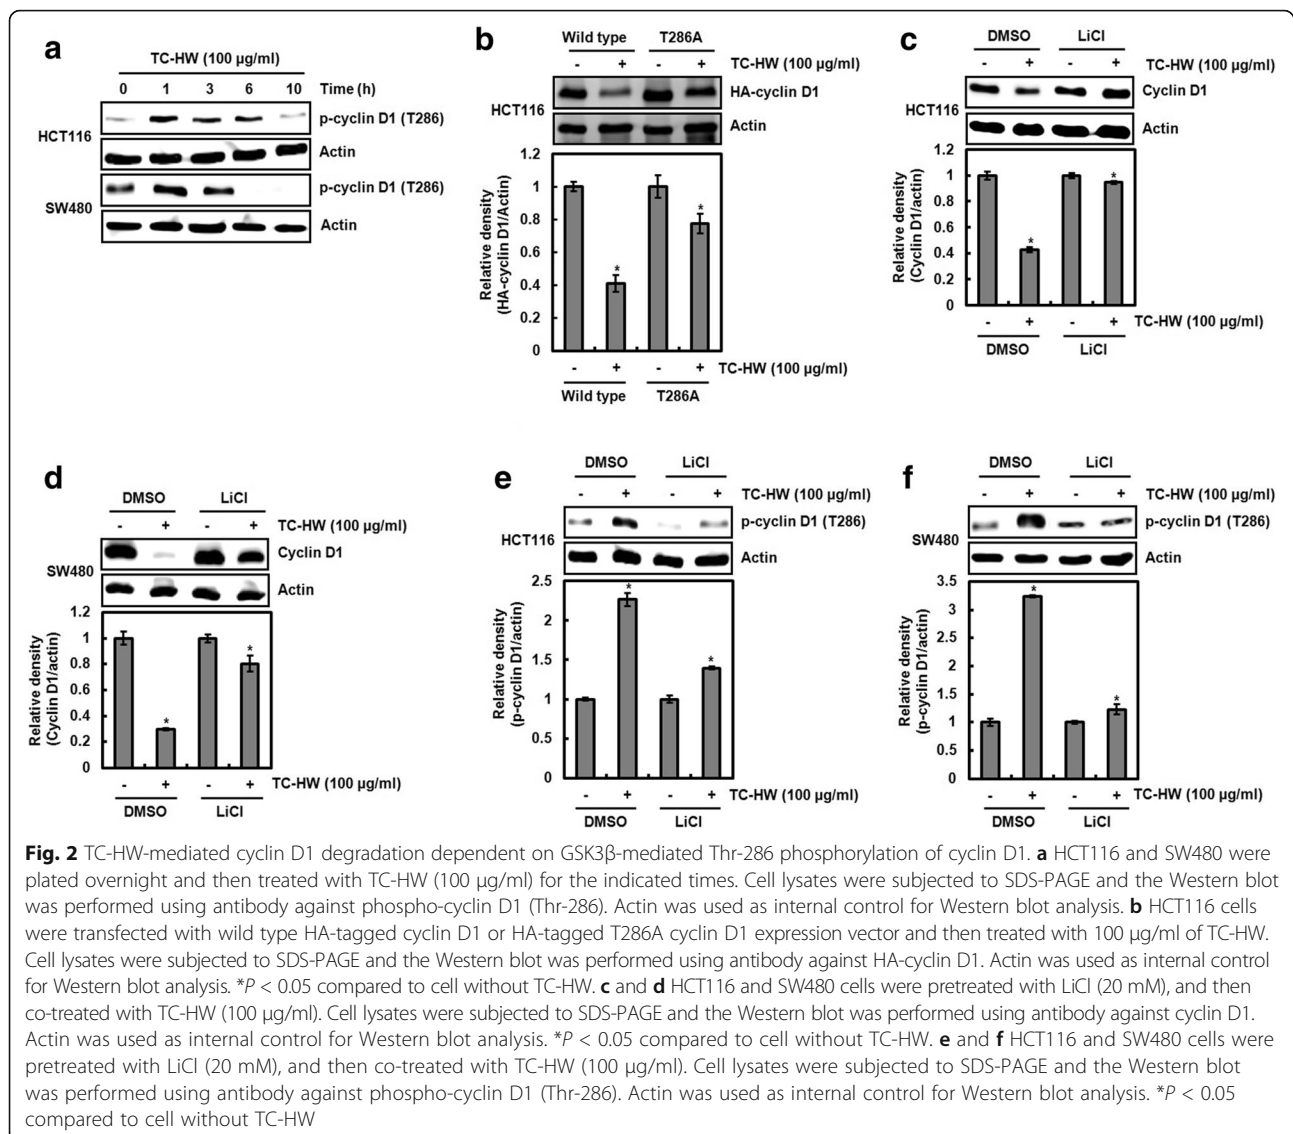 a
TC-HW (100 µg/ml)
0 1 3 6 10 Time (h)
HCT116
p-cyclin D1 (T286)
Actin
SW480
p-cyclin D1 (T286)
Actin
b
Wild type T286A
- + - + TC-HW (100 µg/ml)
HCT116
HA-cyclin D1
Actin
Relative density
(HA-cyclin D1/Actin)
1.2
1
0.8
0.6
0.4
0.2
0
* *
- + - + TC-HW (100 µg/ml)
Wild type T286A
c
DMSO LiCl
- + - + TC-HW (100 µg/ml)
HCT116
Cyclin D1
Actin
Relative density
(Cyclin D1/actin)
1.2
1
0.8
0.6
0.4
0.2
0
* *
- + - + TC-HW (100 µg/ml)
DMSO LiCl
d
DMSO LiCl
- + - + TC-HW (100 µg/ml)
SW480
Cyclin D1
Actin
Relative density
(Cyclin D1/actin)
1.2
1
0.8
0.6
0.4
0.2
0
* *
- + - + TC-HW (100 µg/ml)
DMSO LiCl
e
DMSO LiCl
- + - + TC-HW (100 µg/ml)
HCT116
p-cyclin D1 (T286)
Actin
Relative density
(p-cyclin D1/actin)
2.5
2
1.5
1
0.5
0
* *
- + - + TC-HW (100 µg/ml)
DMSO LiCl
f
DMSO LiCl
- + - + TC-HW (100 µg/ml)
SW480
p-cyclin D1 (T286)
Actin
Relative density
(p-cyclin D1/actin)
3.5
3
2.5
2
1.5
1
0.5
0
* *
- + - + TC-HW (100 µg/ml)
DMSO LiCl
Fig. 2 TC-HW-mediated cyclin D1 degradation dependent on GSK3β-mediated Thr-286 phosphorylation of cyclin D1. a HCT116 and SW480 were
plated overnight and then treated with TC-HW (100 μg/ml) for the indicated times. Cell lysates were subjected to SDS-PAGE and the Western blot
was performed using antibody against phospho-cyclin D1 (Thr-286). Actin was used as internal control for Western blot analysis. b HCT116 cells
were transfected with wild type HA-tagged cyclin D1 or HA-tagged T286A cyclin D1 expression vector and then treated with 100 μg/ml of TC-HW.
Cell lysates were subjected to SDS-PAGE and the Western blot was performed using antibody against HA-cyclin D1. Actin was used as internal control
for Western blot analysis. *P < 0.05 compared to cell without TC-HW. c and d HCT116 and SW480 cells were pretreated with LiCl (20 mM), and then
co-treated with TC-HW (100 μg/ml). Cell lysates were subjected to SDS-PAGE and the Western blot was performed using antibody against cyclin D1.
Actin was used as internal control for Western blot analysis. *P < 0.05 compared to cell without TC-HW. e and f HCT116 and SW480 cells were
pretreated with LiCl (20 mM), and then co-treated with TC-HW (100 μg/ml). Cell lysates were subjected to SDS-PAGE and the Western blot
was performed using antibody against phospho-cyclin D1 (Thr-286). Actin was used as internal control for Western blot analysis. *P < 0.05
compared to cell without TC-HW